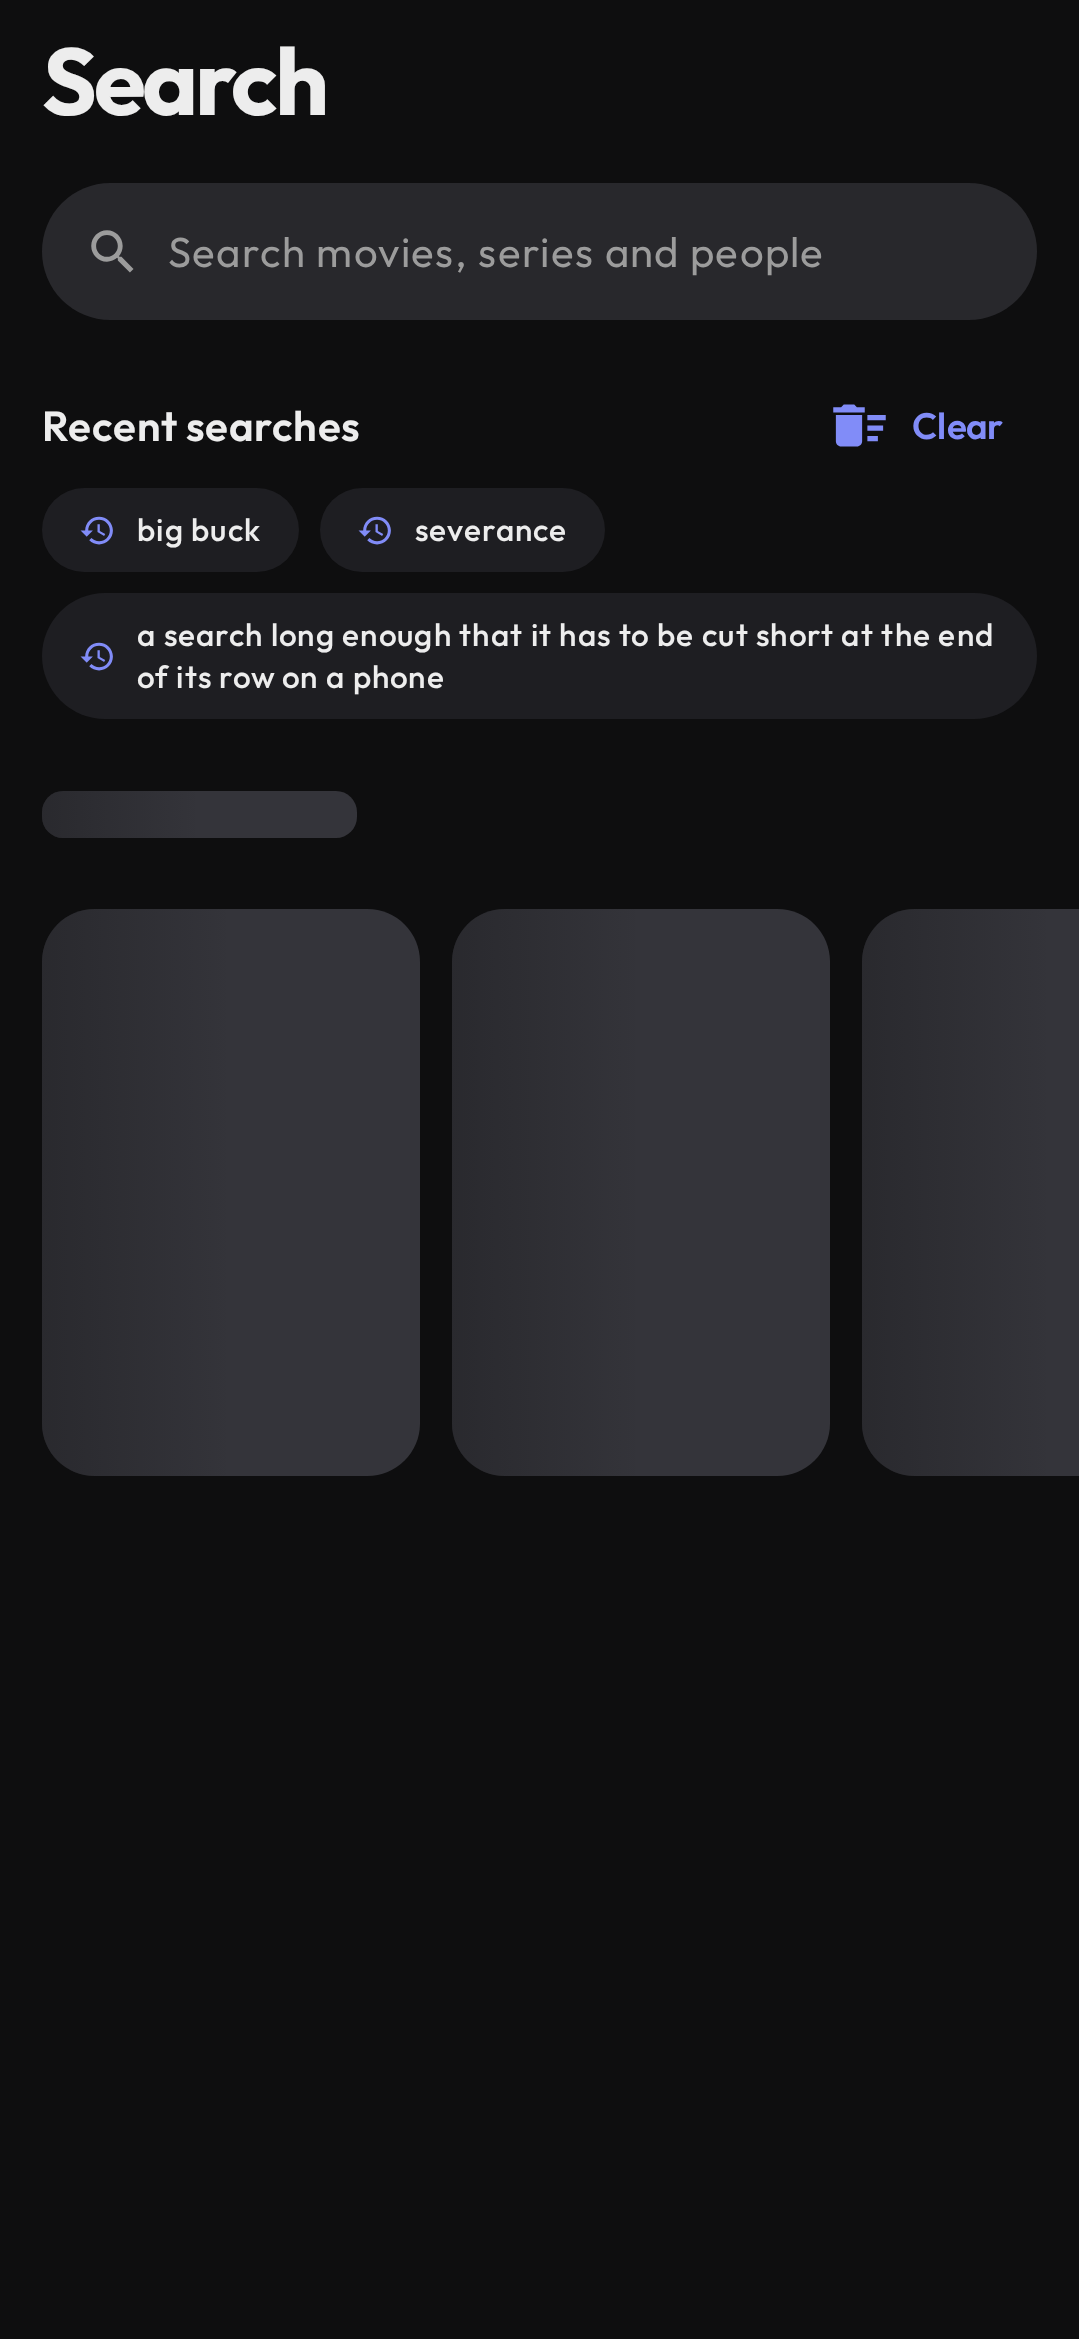 Search
Search movies, series and people
Recent searches
Clear
big buck
severance
a search long enough that it has to be cut short at the end
of its row on a phone